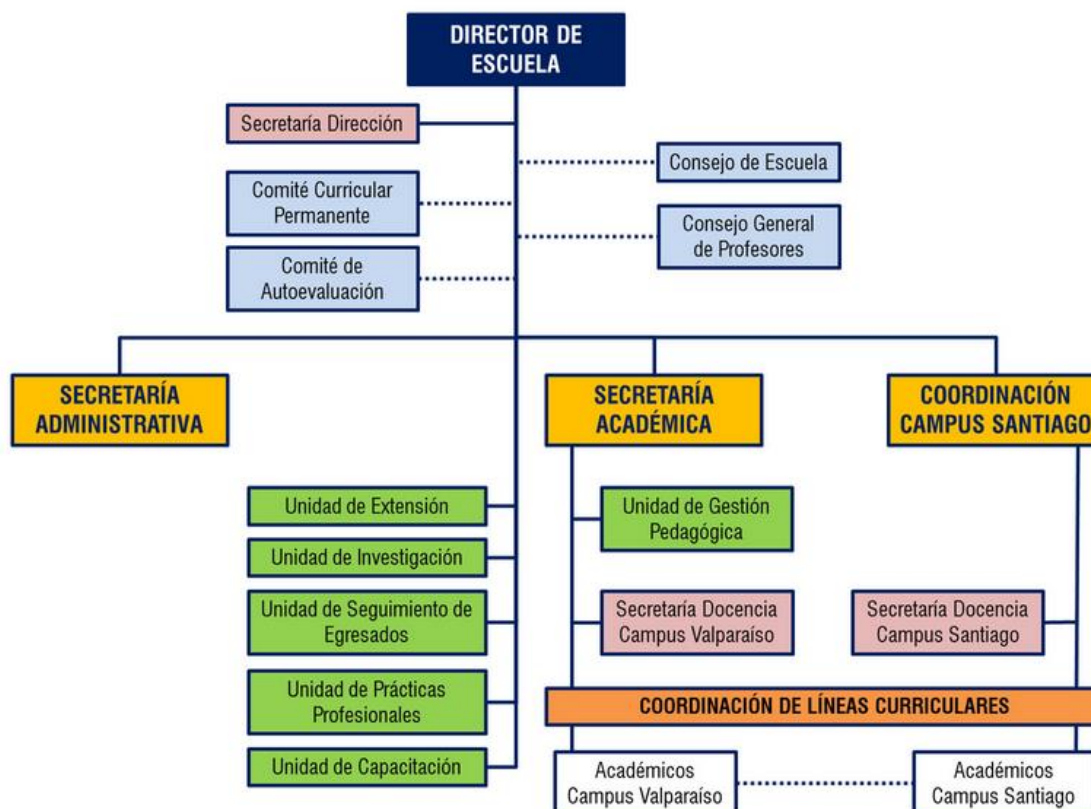 DIRECTOR DE
ESCUELA
Secretaría Dirección
Consejo de Escuela
Comité Curricular
Permanente
Consejo General
de Profesores
Comité de
Autoevaluación
SECRETARÍA
ADMINISTRATIVA
SECRETARÍA
ACADÉMICA
COORDINACIÓN
CAMPUS SANTIAGO
Unidad de Extensión
Unidad de Investigación
Unidad de Seguimiento de
Egresados
Unidad de Prácticas
Profesionales
Unidad de Capacitación
Unidad de Gestión
Pedagógica
Secretaría Docencia
Campus Valparaíso
Secretaría Docencia
Campus Santiago
COORDINACIÓN DE LÍNEAS CURRICULARES
Académicos
Campus Valparaíso
Académicos
Campus Santiago